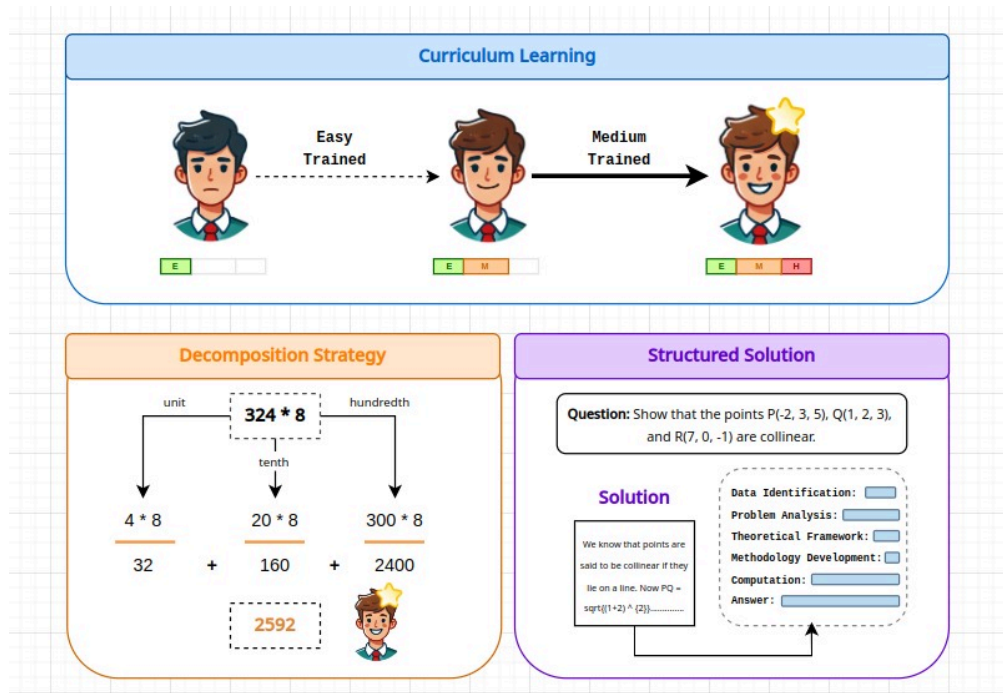 Curriculum Learning
Easy
Trained
Medium
Trained
E
E M
E M H
Decomposition Strategy
unit
324 * 8
hundredth
tenth
4 * 8
20 * 8
300 * 8
32 + 160 + 2400
2592
Structured Solution
Question: Show that the points P(-2, 3, 5), Q(1, 2, 3),
and R(7, 0, -1) are collinear.
Solution
We know that points are
said to be collinear if they
lie on a line. Now PQ =
sqrt{(1+2) ^ {2}}..............
Data Identification:
Problem Analysis:
Theoretical Framework:
Methodology Development:
Computation:
Answer: